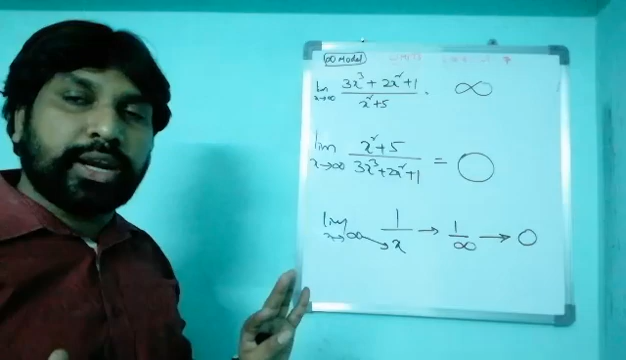 ∞ Model
lim x→∞ 3x³ + 2x² + 1 / x² + 5 . ∞
lim x→∞ x² + 5 / 3x³ + 2x² + 1 = 0
lim x→∞ 1 / x → 1 / ∞ → 0